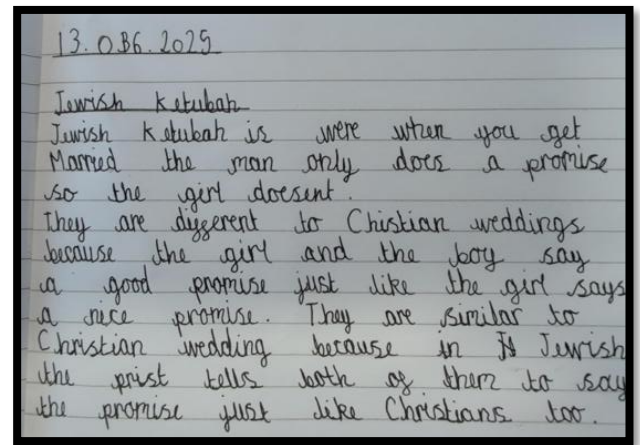 13.0B6.2025
Jewish Ketubah
Jewish Ketubah is were when you get
Married the man only does a promise
so the girl doesent.
They are dyferent to Chistian weddings
because the girl and the boy say
a good promise just like the girl says
a nice promise. They are similar to
Christian wedding because in Jewish
the prist tells both of them to say
the promise just like Christians too.